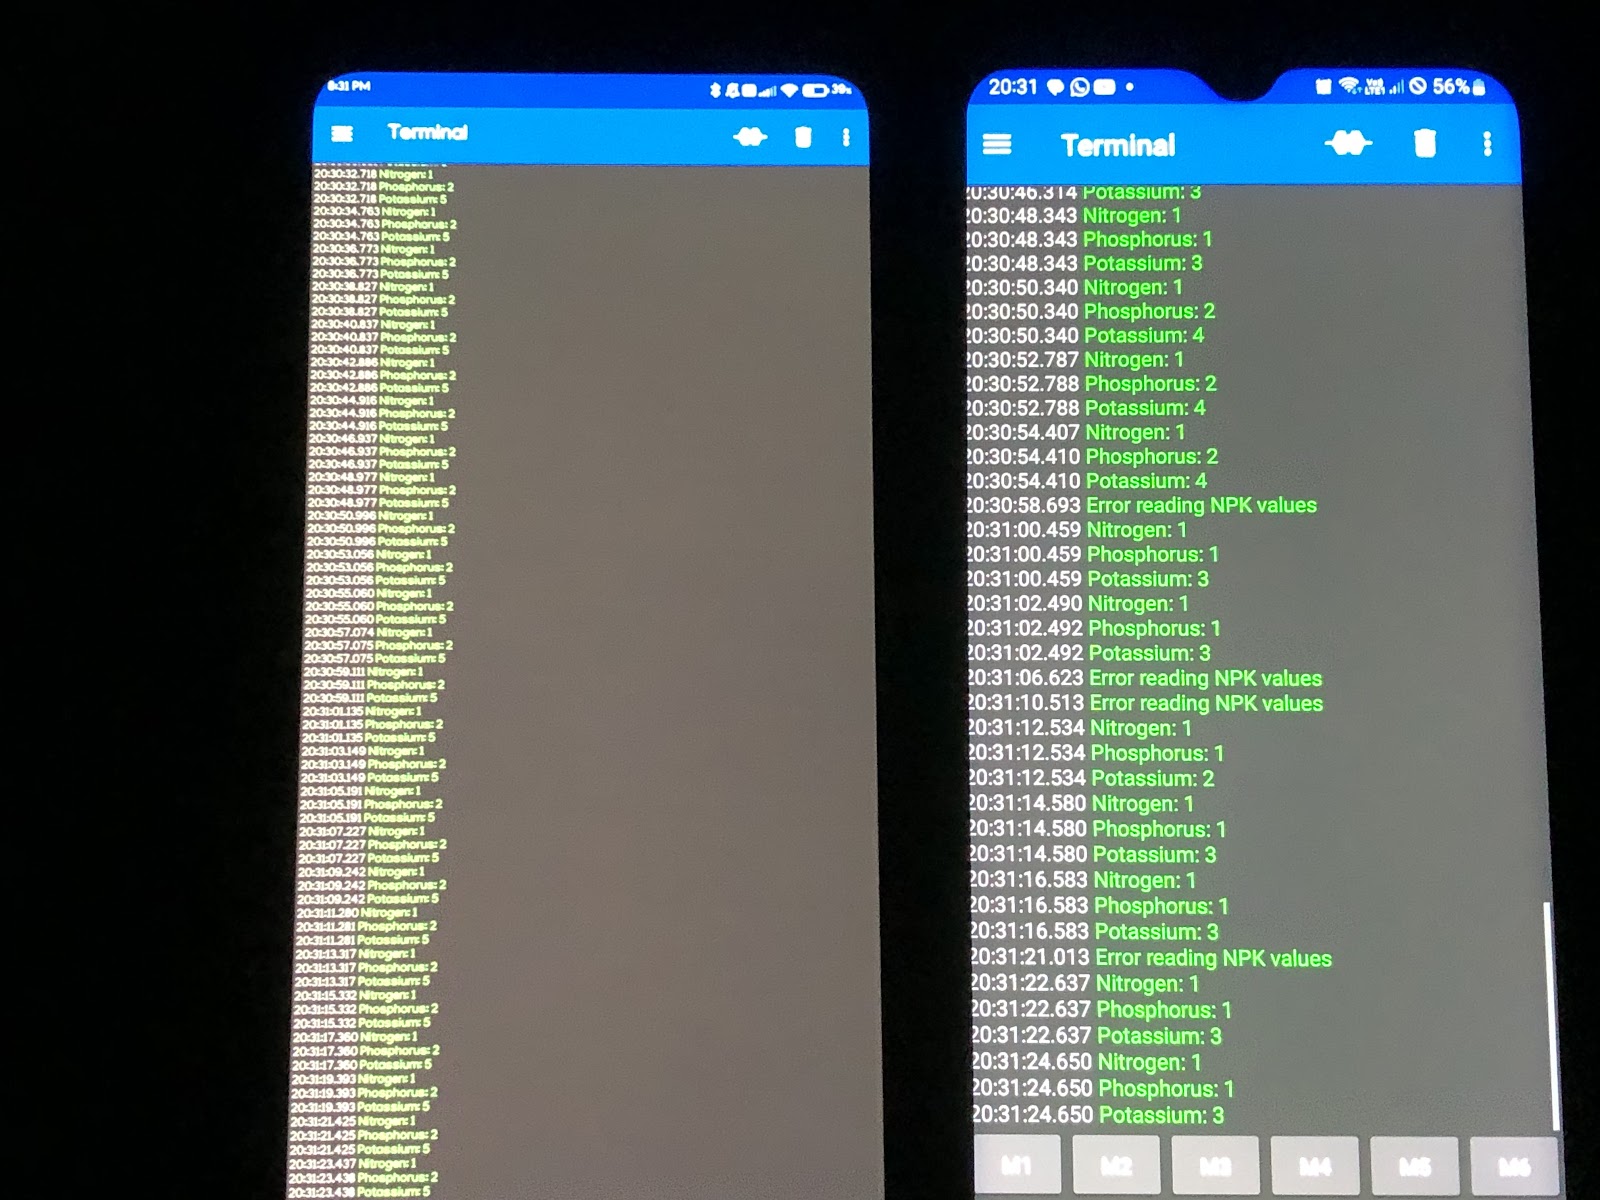 8:31 PM
39%
Terminal
20:30:32.718 Nitrogen: 1
20:30:32.718 Phosphorus: 2
20:30:32.718 Potassium: 5
20:30:34.763 Nitrogen: 1
20:30:34.763 Phosphorus: 2
20:30:34.763 Potassium: 5
20:30:36.773 Nitrogen: 1
20:30:36.773 Phosphorus: 2
20:30:36.773 Potassium: 5
20:30:38.827 Nitrogen: 1
20:30:38.827 Phosphorus: 2
20:30:38.827 Potassium: 5
20:30:40.837 Nitrogen: 1
20:30:40.837 Phosphorus: 2
20:30:40.837 Potassium: 5
20:30:42.886 Nitrogen: 1
20:30:42.886 Phosphorus: 2
20:30:42.886 Potassium: 5
20:30:44.916 Nitrogen: 1
20:30:44.916 Phosphorus: 2
20:30:44.916 Potassium: 5
20:30:46.937 Nitrogen: 1
20:30:46.937 Phosphorus: 2
20:30:46.937 Potassium: 5
20:30:48.977 Nitrogen: 1
20:30:48.977 Phosphorus: 2
20:30:48.977 Potassium: 5
20:30:50.996 Nitrogen: 1
20:30:50.996 Phosphorus: 2
20:30:50.996 Potassium: 5
20:30:53.056 Nitrogen: 1
20:30:53.056 Phosphorus: 2
20:30:53.056 Potassium: 5
20:30:55.060 Nitrogen: 1
20:30:55.060 Phosphorus: 2
20:30:55.060 Potassium: 5
20:30:57.074 Nitrogen: 1
20:30:57.075 Phosphorus: 2
20:30:57.075 Potassium: 5
20:30:59.111 Nitrogen: 1
20:30:59.111 Phosphorus: 2
20:30:59.111 Potassium: 5
20:31:01.135 Nitrogen: 1
20:31:01.135 Phosphorus: 2
20:31:01.135 Potassium: 5
20:31:03.149 Nitrogen: 1
20:31:03.149 Phosphorus: 2
20:31:03.149 Potassium: 5
20:31:05.191 Nitrogen: 1
20:31:05.191 Phosphorus: 2
20:31:05.191 Potassium: 5
20:31:07.227 Nitrogen: 1
20:31:07.227 Phosphorus: 2
20:31:07.227 Potassium: 5
20:31:09.242 Nitrogen: 1
20:31:09.242 Phosphorus: 2
20:31:09.242 Potassium: 5
20:31:11.280 Nitrogen: 1
20:31:11.281 Phosphorus: 2
20:31:11.281 Potassium: 5
20:31:13.317 Nitrogen: 1
20:31:13.317 Phosphorus: 2
20:31:13.317 Potassium: 5
20:31:15.332 Nitrogen: 1
20:31:15.332 Phosphorus: 2
20:31:15.332 Potassium: 5
20:31:17.360 Nitrogen: 1
20:31:17.360 Phosphorus: 2
20:31:17.360 Potassium: 5
20:31:19.393 Nitrogen: 1
20:31:19.393 Phosphorus: 2
20:31:19.393 Potassium: 5
20:31:21.425 Nitrogen: 1
20:31:21.425 Phosphorus: 2
20:31:21.425 Potassium: 5
20:31:23.437 Nitrogen: 1
20:31:23.438 Phosphorus: 2
20:31:23.438 Potassium: 5
20:31
56%
Terminal
20:30:46.314 Potassium: 3
20:30:48.343 Nitrogen: 1
20:30:48.343 Phosphorus: 1
20:30:48.343 Potassium: 3
20:30:50.340 Nitrogen: 1
20:30:50.340 Phosphorus: 2
20:30:50.340 Potassium: 4
20:30:52.787 Nitrogen: 1
20:30:52.788 Phosphorus: 2
20:30:52.788 Potassium: 4
20:30:54.407 Nitrogen: 1
20:30:54.410 Phosphorus: 2
20:30:54.410 Potassium: 4
20:30:58.693 Error reading NPK values
20:31:00.459 Nitrogen: 1
20:31:00.459 Phosphorus: 1
20:31:00.459 Potassium: 3
20:31:02.490 Nitrogen: 1
20:31:02.492 Phosphorus: 1
20:31:02.492 Potassium: 3
20:31:06.623 Error reading NPK values
20:31:10.513 Error reading NPK values
20:31:12.534 Nitrogen: 1
20:31:12.534 Phosphorus: 1
20:31:12.534 Potassium: 2
20:31:14.580 Nitrogen: 1
20:31:14.580 Phosphorus: 1
20:31:14.580 Potassium: 3
20:31:16.583 Nitrogen: 1
20:31:16.583 Phosphorus: 1
20:31:16.583 Potassium: 3
20:31:21.013 Error reading NPK values
20:31:22.637 Nitrogen: 1
20:31:22.637 Phosphorus: 1
20:31:22.637 Potassium: 3
20:31:24.650 Nitrogen: 1
20:31:24.650 Phosphorus: 1
20:31:24.650 Potassium: 3
M1 M2 M3 M4 M5 M6